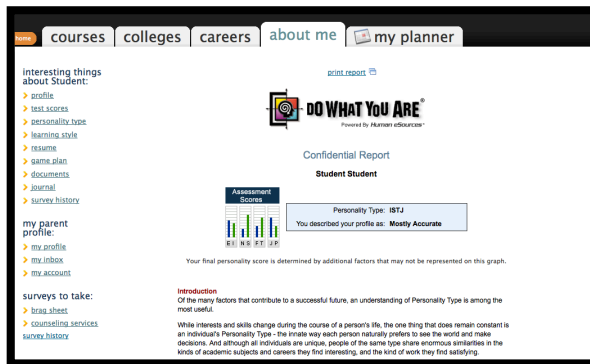 home courses colleges careers about me my planner
interesting things
about Student:
profile
test scores
personality type
learning style
resume
game plan
documents
journal
survey history
my parent
profile:
my profile
my inbox
my account
surveys to take:
brag sheet
counseling services
survey history
print report
DO WHAT YOU ARE®
Powered By Human eSources™
Confidential Report
Student Student
Assessment
Scores
E I N S F T J P
Personality Type: ISTJ
You described your profile as: Mostly Accurate
Your final personality score is determined by additional factors that may not be represented on this graph.
Introduction
Of the many factors that contribute to a successful future, an understanding of Personality Type is among the
most useful.
While interests and skills change during the course of a person's life, the one thing that does remain constant is
an individual's Personality Type - the innate way each person naturally prefers to see the world and make
decisions. And although all individuals are unique, people of the same type share enormous similarities in the
kinds of academic subjects and careers they find interesting, and the kind of work they find satisfying.